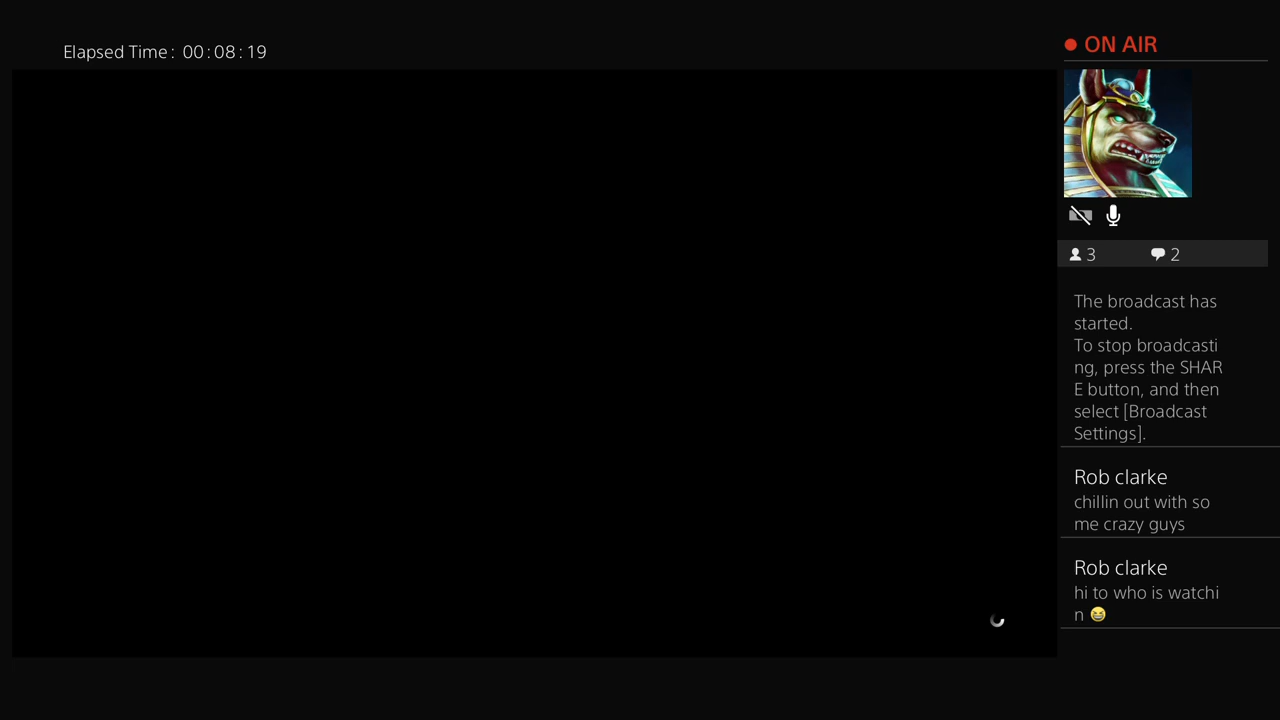 Elapsed Time: 00:08:19
ON AIR
3 2
The broadcast has
started.
To stop broadcasti
ng, press the SHAR
E button, and then
select [Broadcast
Settings].
Rob clarke
chillin out with so
me crazy guys
Rob clarke
hi to who is watchi
n 😆